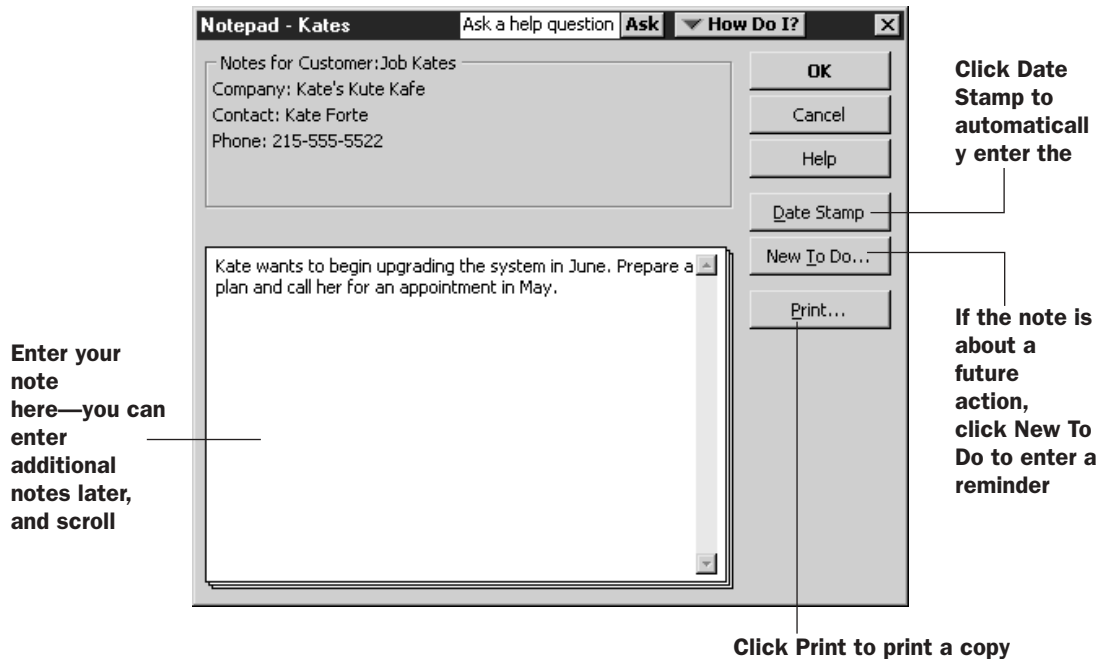 Notepad - Kates
Ask a help question Ask How Do I?
Notes for Customer:Job Kates
Company: Kate's Kute Kafe
Contact: Kate Forte
Phone: 215-555-5522
OK
Cancel
Help
Date Stamp
New To Do...
Print...
Kate wants to begin upgrading the system in June. Prepare a
plan and call her for an appointment in May.
Click Date
Stamp to
automaticall
y enter the
If the note is
about a
future
action,
click New To
Do to enter a
reminder
Enter your
note
here—you can
enter
additional
notes later,
and scroll
Click Print to print a copy